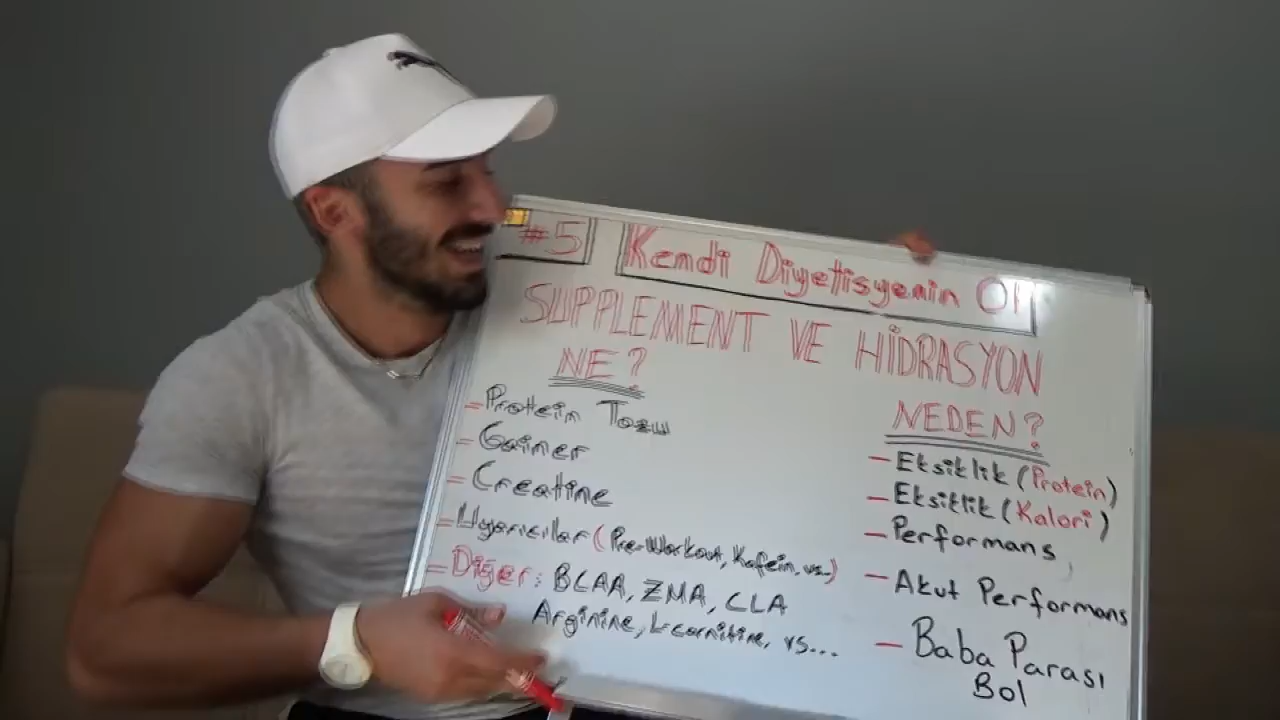 #5
Kendi Diyetisyenin Ol
SUPPLEMENT VE HİDRASYON
NE?
- Protein Tozu
- Gainer
- Creatine
- Uyarıcılar (Pre-Workout, Kafein, vs..)
- Diğer: BCAA, ZMA, CLA
Arginine, L-carnitine, vs...
NEDEN?
- Eksiklik (Protein)
- Eksiklik (Kalori)
- Performans
- Akut Performans
- Baba Parası
Bol